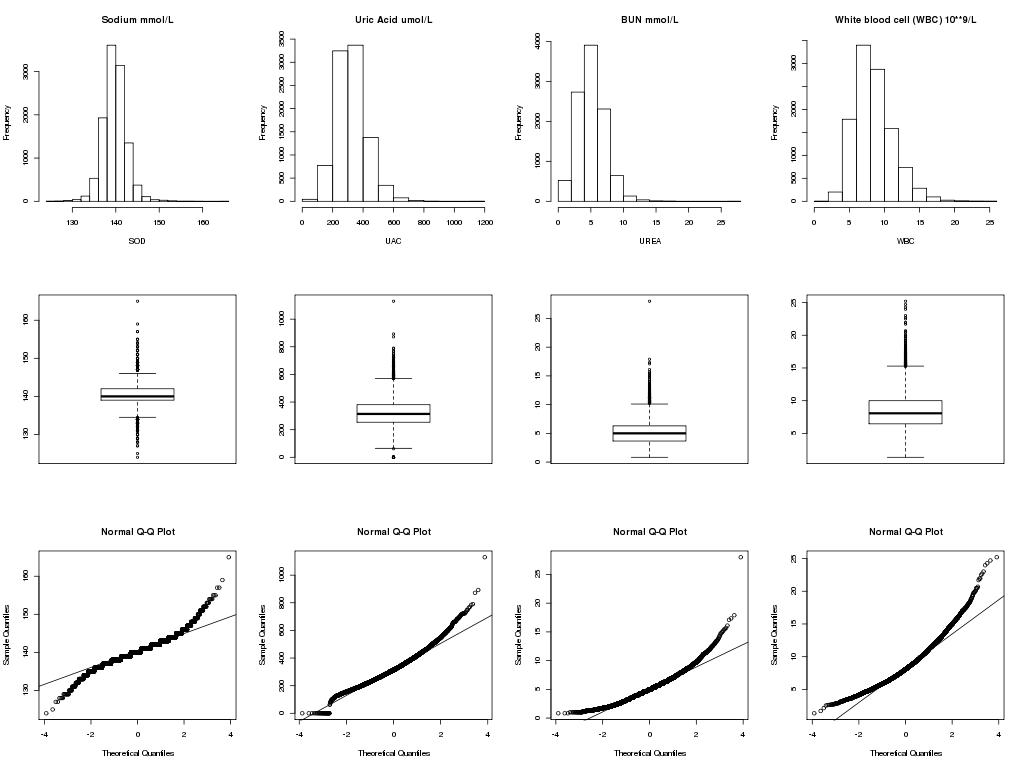 Sodium mmol/L
Uric Acid umol/L
BUN mmol/L
White blood cell (WBC) 10**9/L
Frequency
0 1000 2000 3000
130 140 150 160
SOD
Frequency
0 500 1000 1500 2000 2500 3000 3500
0 200 400 600 800 1000 1200
UAC
Frequency
0 1000 2000 3000 4000
0 5 10 15 20 25
UREA
Frequency
0 500 1500 2500
0 5 10 15 20 25
WBC
130 140 150 160
0 200 400 600 800 1000
0 5 10 15 20 25
5 10 15 20 25
Normal Q-Q Plot
Normal Q-Q Plot
Normal Q-Q Plot
Normal Q-Q Plot
Sample Quantiles
130 140 150 160
-4 -2 0 2 4
Theoretical Quantiles
Sample Quantiles
0 200 400 600 800 1000
-4 -2 0 2 4
Theoretical Quantiles
Sample Quantiles
0 5 10 15 20 25
-4 -2 0 2 4
Theoretical Quantiles
Sample Quantiles
5 10 15 20 25
-4 -2 0 2 4
Theoretical Quantiles